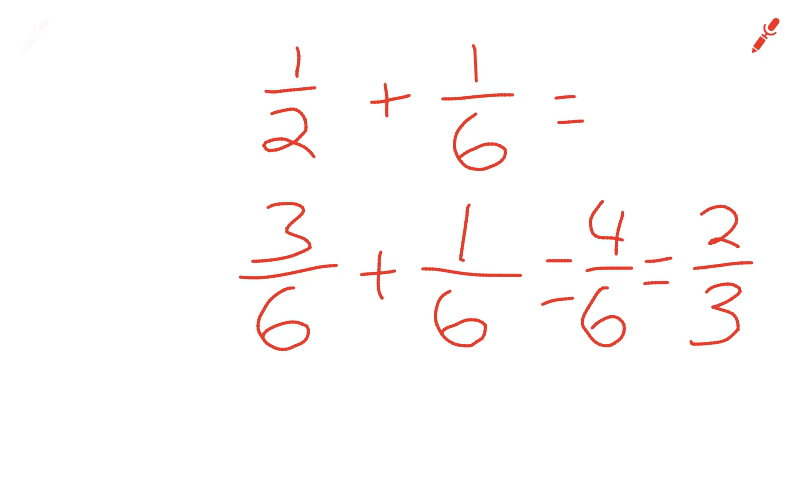 1/2 + 1/6 =
3/6 + 1/6 = 4/6 = 2/3